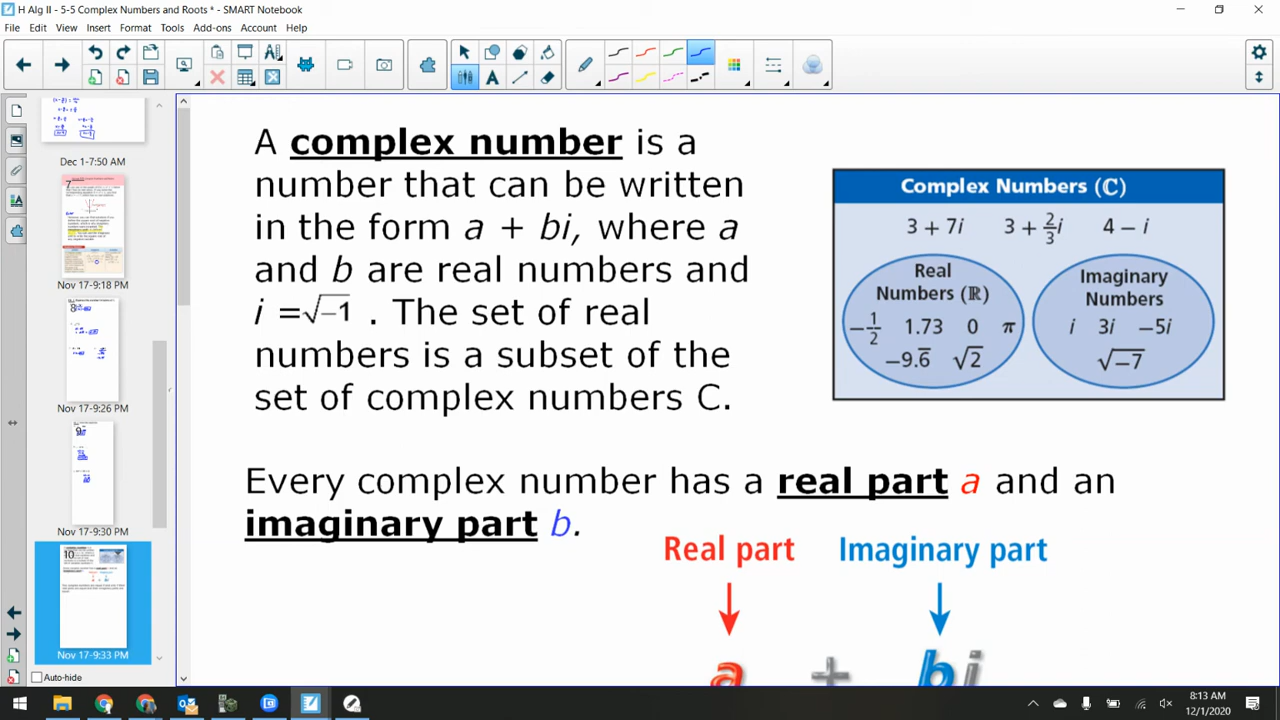 H Alg II - 5-5 Complex Numbers and Roots * - SMART Notebook
File Edit View Insert Format Tools Add-ons Account Help
Dec 1-7:50 AM
7
Nov 17-9:18 PM
8
Nov 17-9:26 PM
9
Nov 17-9:30 PM
10
Nov 17-9:33 PM
Auto-hide
A complex number is a
number that can be written
in the form a + bi, where a
and b are real numbers and
i =√−1 . The set of real
numbers is a subset of the
set of complex numbers C.
Complex Numbers (ℂ)
3 + 7i 3 + 2/3 i 4 − i
Real
Numbers (ℝ)
−1/2 1.73 0 π
−9.6̅ √2
Imaginary
Numbers
i 3i −5i
√−7
Every complex number has a real part a and an
imaginary part b.
Real part Imaginary part
a + bi
8:13 AM
12/1/2020